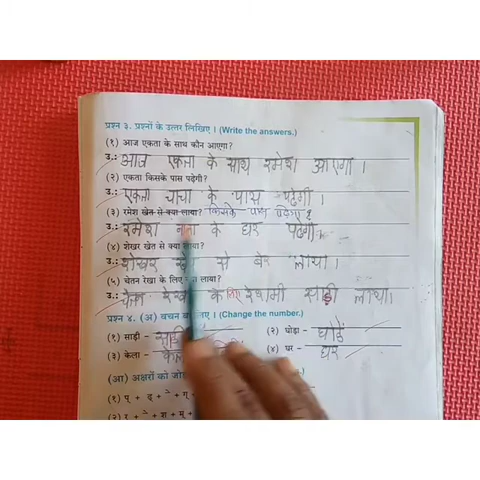 प्रश्न ३. प्रश्नों के उत्तर लिखिए । (Write the answers.)
(१) आज एकता के साथ कौन आएगा?
उ.: आज एकता के साथ रमेश आएगा ।
(२) एकता किसके पास पढ़ेगी?
उ.: एकता चाचा के पास पढ़ेगी ।
(३) रमेश खेत से क्या लाया? किसके पास पढ़ेगा ?
उ.: रमेश नाना के घर पढ़ेगा
(४) शेखर खेत से क्या लाया?
उ.: शेखर से बेर लाया ।
(५) चेतन रेखा के लिए क्या लाया?
उ.: के लिए रेशमी साड़ी लाया ।
प्रश्न ४. (अ) वचन । (Change the number.)
(१) साड़ी -
(२) घोड़ा - घोड़े
(३) केला -
(४) घर - घर
(आ) अक्षरों को